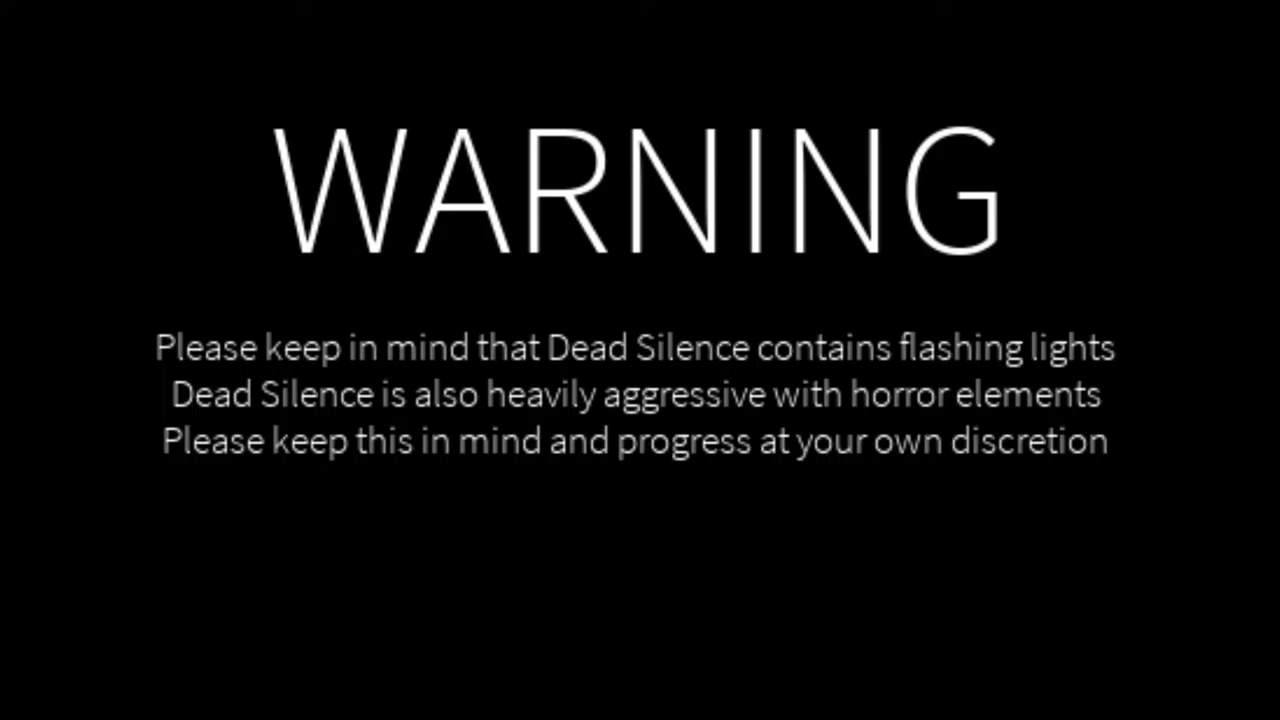 WARNING
Please keep in mind that Dead Silence contains flashing lights
Dead Silence is also heavily aggressive with horror elements
Please keep this in mind and progress at your own discretion